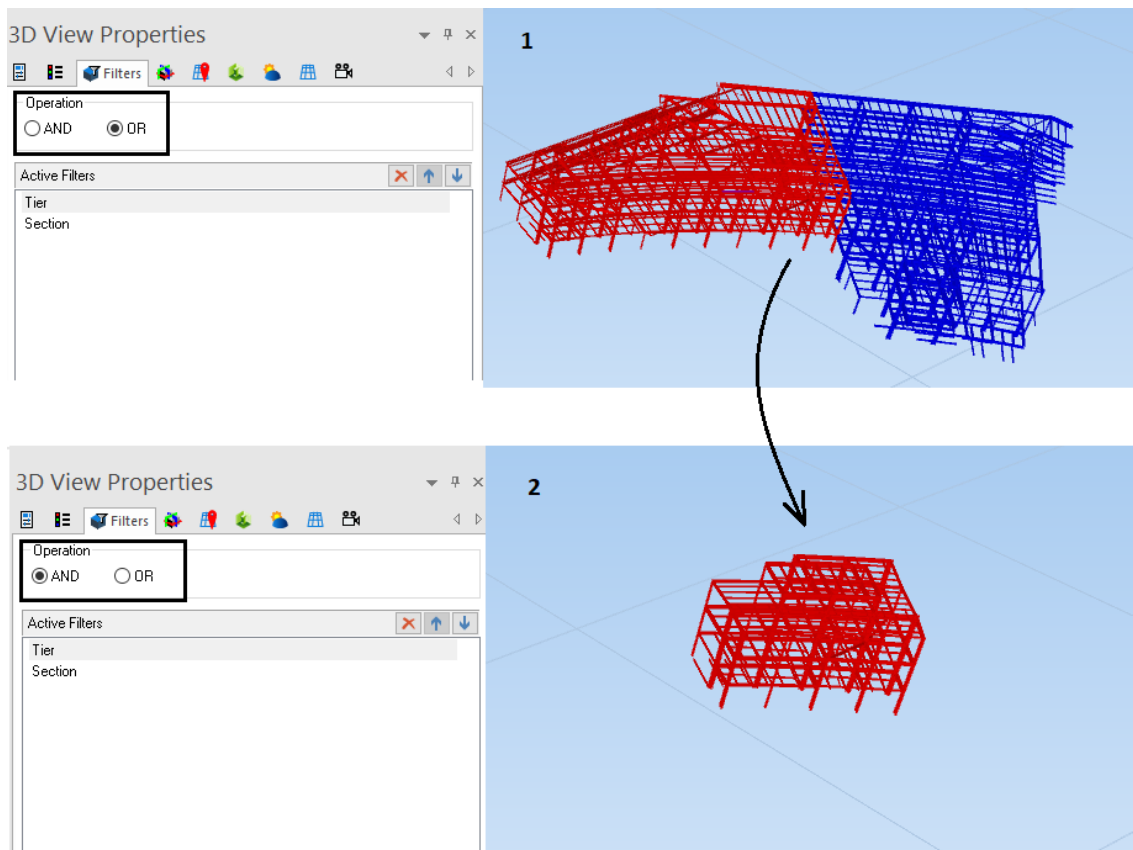 3D View Properties
1
Filters
Operation
AND OR
Active Filters
Tier
Section
3D View Properties
2
Filters
Operation
AND OR
Active Filters
Tier
Section